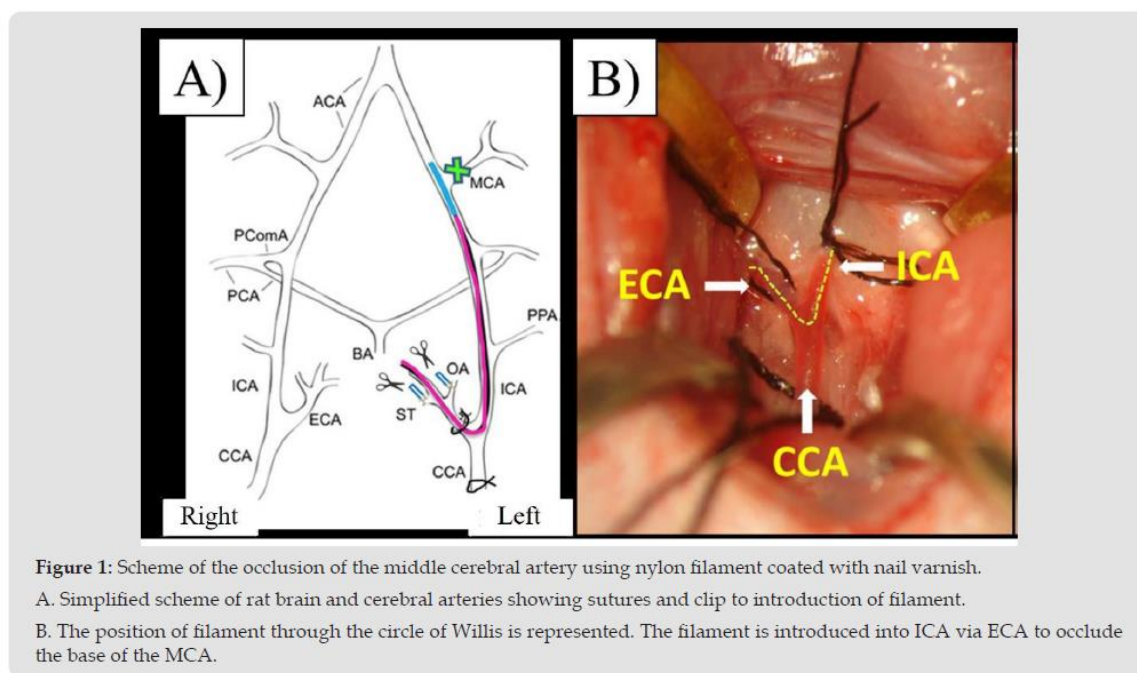 A)
ACA
MCA
PComA
PCA
PPA
BA
OA
ICA
ICA
ST
ECA
CCA
CCA
Right
Left
B)
ECA
ICA
CCA
Figure 1: Scheme of the occlusion of the middle cerebral artery using nylon filament coated with nail varnish.
A. Simplified scheme of rat brain and cerebral arteries showing sutures and clip to introduction of filament.
B. The position of filament through the circle of Willis is represented. The filament is introduced into ICA via ECA to occlude
the base of the MCA.